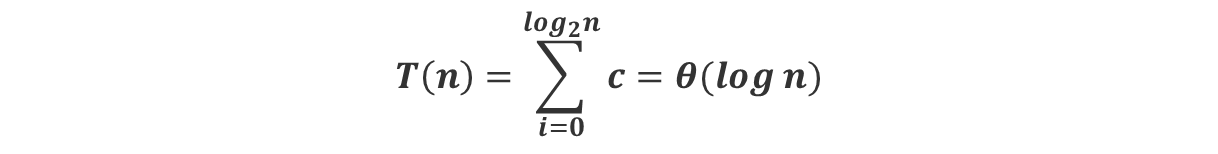 log₂n
T(n) = ∑ c = θ(log n)
i=0